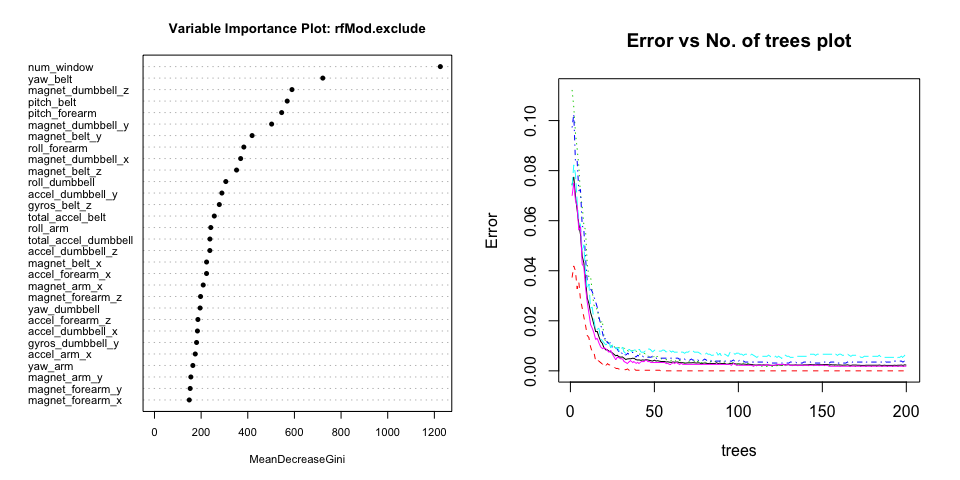 Variable Importance Plot: rfMod.exclude
num_window
yaw_belt
magnet_dumbbell_z
pitch_belt
pitch_forearm
magnet_dumbbell_y
magnet_belt_y
roll_forearm
magnet_dumbbell_x
magnet_belt_z
roll_dumbbell
accel_dumbbell_y
gyros_belt_z
total_accel_belt
roll_arm
total_accel_dumbbell
accel_dumbbell_z
magnet_belt_x
accel_forearm_x
magnet_arm_x
magnet_forearm_z
yaw_dumbbell
accel_forearm_z
accel_dumbbell_x
gyros_dumbbell_y
accel_arm_x
yaw_arm
magnet_arm_y
magnet_forearm_y
magnet_forearm_x
0 200 400 600 800 1000 1200
MeanDecreaseGini
Error vs No. of trees plot
Error
0.10
0.08
0.06
0.04
0.02
0.00
0 50 100 150 200
trees